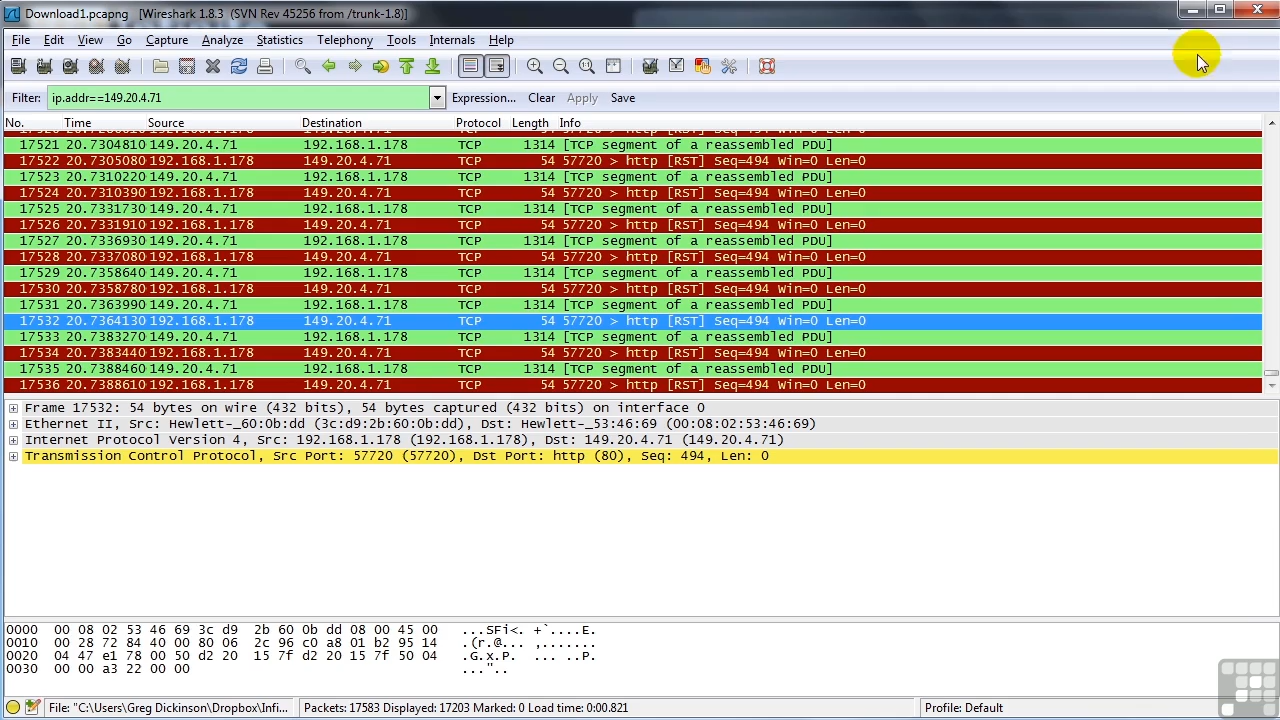 Download1.pcapng [Wireshark 1.8.3 (SVN Rev 45256 from /trunk-1.8)]
File Edit View Go Capture Analyze Statistics Telephony Tools Internals Help
Filter: ip.addr==149.20.4.71 Expression... Clear Apply Save
No. Time Source Destination Protocol Length Info
17521 20.7304810 149.20.4.71 192.168.1.178 TCP 1314 [TCP segment of a reassembled PDU]
17522 20.7305080 192.168.1.178 149.20.4.71 TCP 54 57720 > http [RST] Seq=494 Win=0 Len=0
17523 20.7310220 149.20.4.71 192.168.1.178 TCP 1314 [TCP segment of a reassembled PDU]
17524 20.7310390 192.168.1.178 149.20.4.71 TCP 54 57720 > http [RST] Seq=494 Win=0 Len=0
17525 20.7331730 149.20.4.71 192.168.1.178 TCP 1314 [TCP segment of a reassembled PDU]
17526 20.7331910 192.168.1.178 149.20.4.71 TCP 54 57720 > http [RST] Seq=494 Win=0 Len=0
17527 20.7336930 149.20.4.71 192.168.1.178 TCP 1314 [TCP segment of a reassembled PDU]
17528 20.7337080 192.168.1.178 149.20.4.71 TCP 54 57720 > http [RST] Seq=494 Win=0 Len=0
17529 20.7358640 149.20.4.71 192.168.1.178 TCP 1314 [TCP segment of a reassembled PDU]
17530 20.7358780 192.168.1.178 149.20.4.71 TCP 54 57720 > http [RST] Seq=494 Win=0 Len=0
17531 20.7363990 149.20.4.71 192.168.1.178 TCP 1314 [TCP segment of a reassembled PDU]
17532 20.7364130 192.168.1.178 149.20.4.71 TCP 54 57720 > http [RST] Seq=494 Win=0 Len=0
17533 20.7383270 149.20.4.71 192.168.1.178 TCP 1314 [TCP segment of a reassembled PDU]
17534 20.7383440 192.168.1.178 149.20.4.71 TCP 54 57720 > http [RST] Seq=494 Win=0 Len=0
17535 20.7388460 149.20.4.71 192.168.1.178 TCP 1314 [TCP segment of a reassembled PDU]
17536 20.7388610 192.168.1.178 149.20.4.71 TCP 54 57720 > http [RST] Seq=494 Win=0 Len=0
Frame 17532: 54 bytes on wire (432 bits), 54 bytes captured (432 bits) on interface 0
Ethernet II, Src: Hewlett-_60:0b:dd (3c:d9:2b:60:0b:dd), Dst: Hewlett-_53:46:69 (00:08:02:53:46:69)
Internet Protocol Version 4, Src: 192.168.1.178 (192.168.1.178), Dst: 149.20.4.71 (149.20.4.71)
Transmission Control Protocol, Src Port: 57720 (57720), Dst Port: http (80), Seq: 494, Len: 0
0000 00 08 02 53 46 69 3c d9 2b 60 0b dd 08 00 45 00 ...SFi<. +`....E.
0010 00 28 72 84 40 00 80 06 2c 96 c0 a8 01 b2 95 14 .(r.@... ,.......
0020 04 47 e1 78 00 50 d2 20 15 7f d2 20 15 7f 50 04 .G.x.P. ... ..P.
0030 00 00 a3 22 00 00 ..."..
File: "C:\Users\Greg Dickinson\Dropbox\Infi... Packets: 17583 Displayed: 17203 Marked: 0 Load time: 0:00.821 Profile: Default